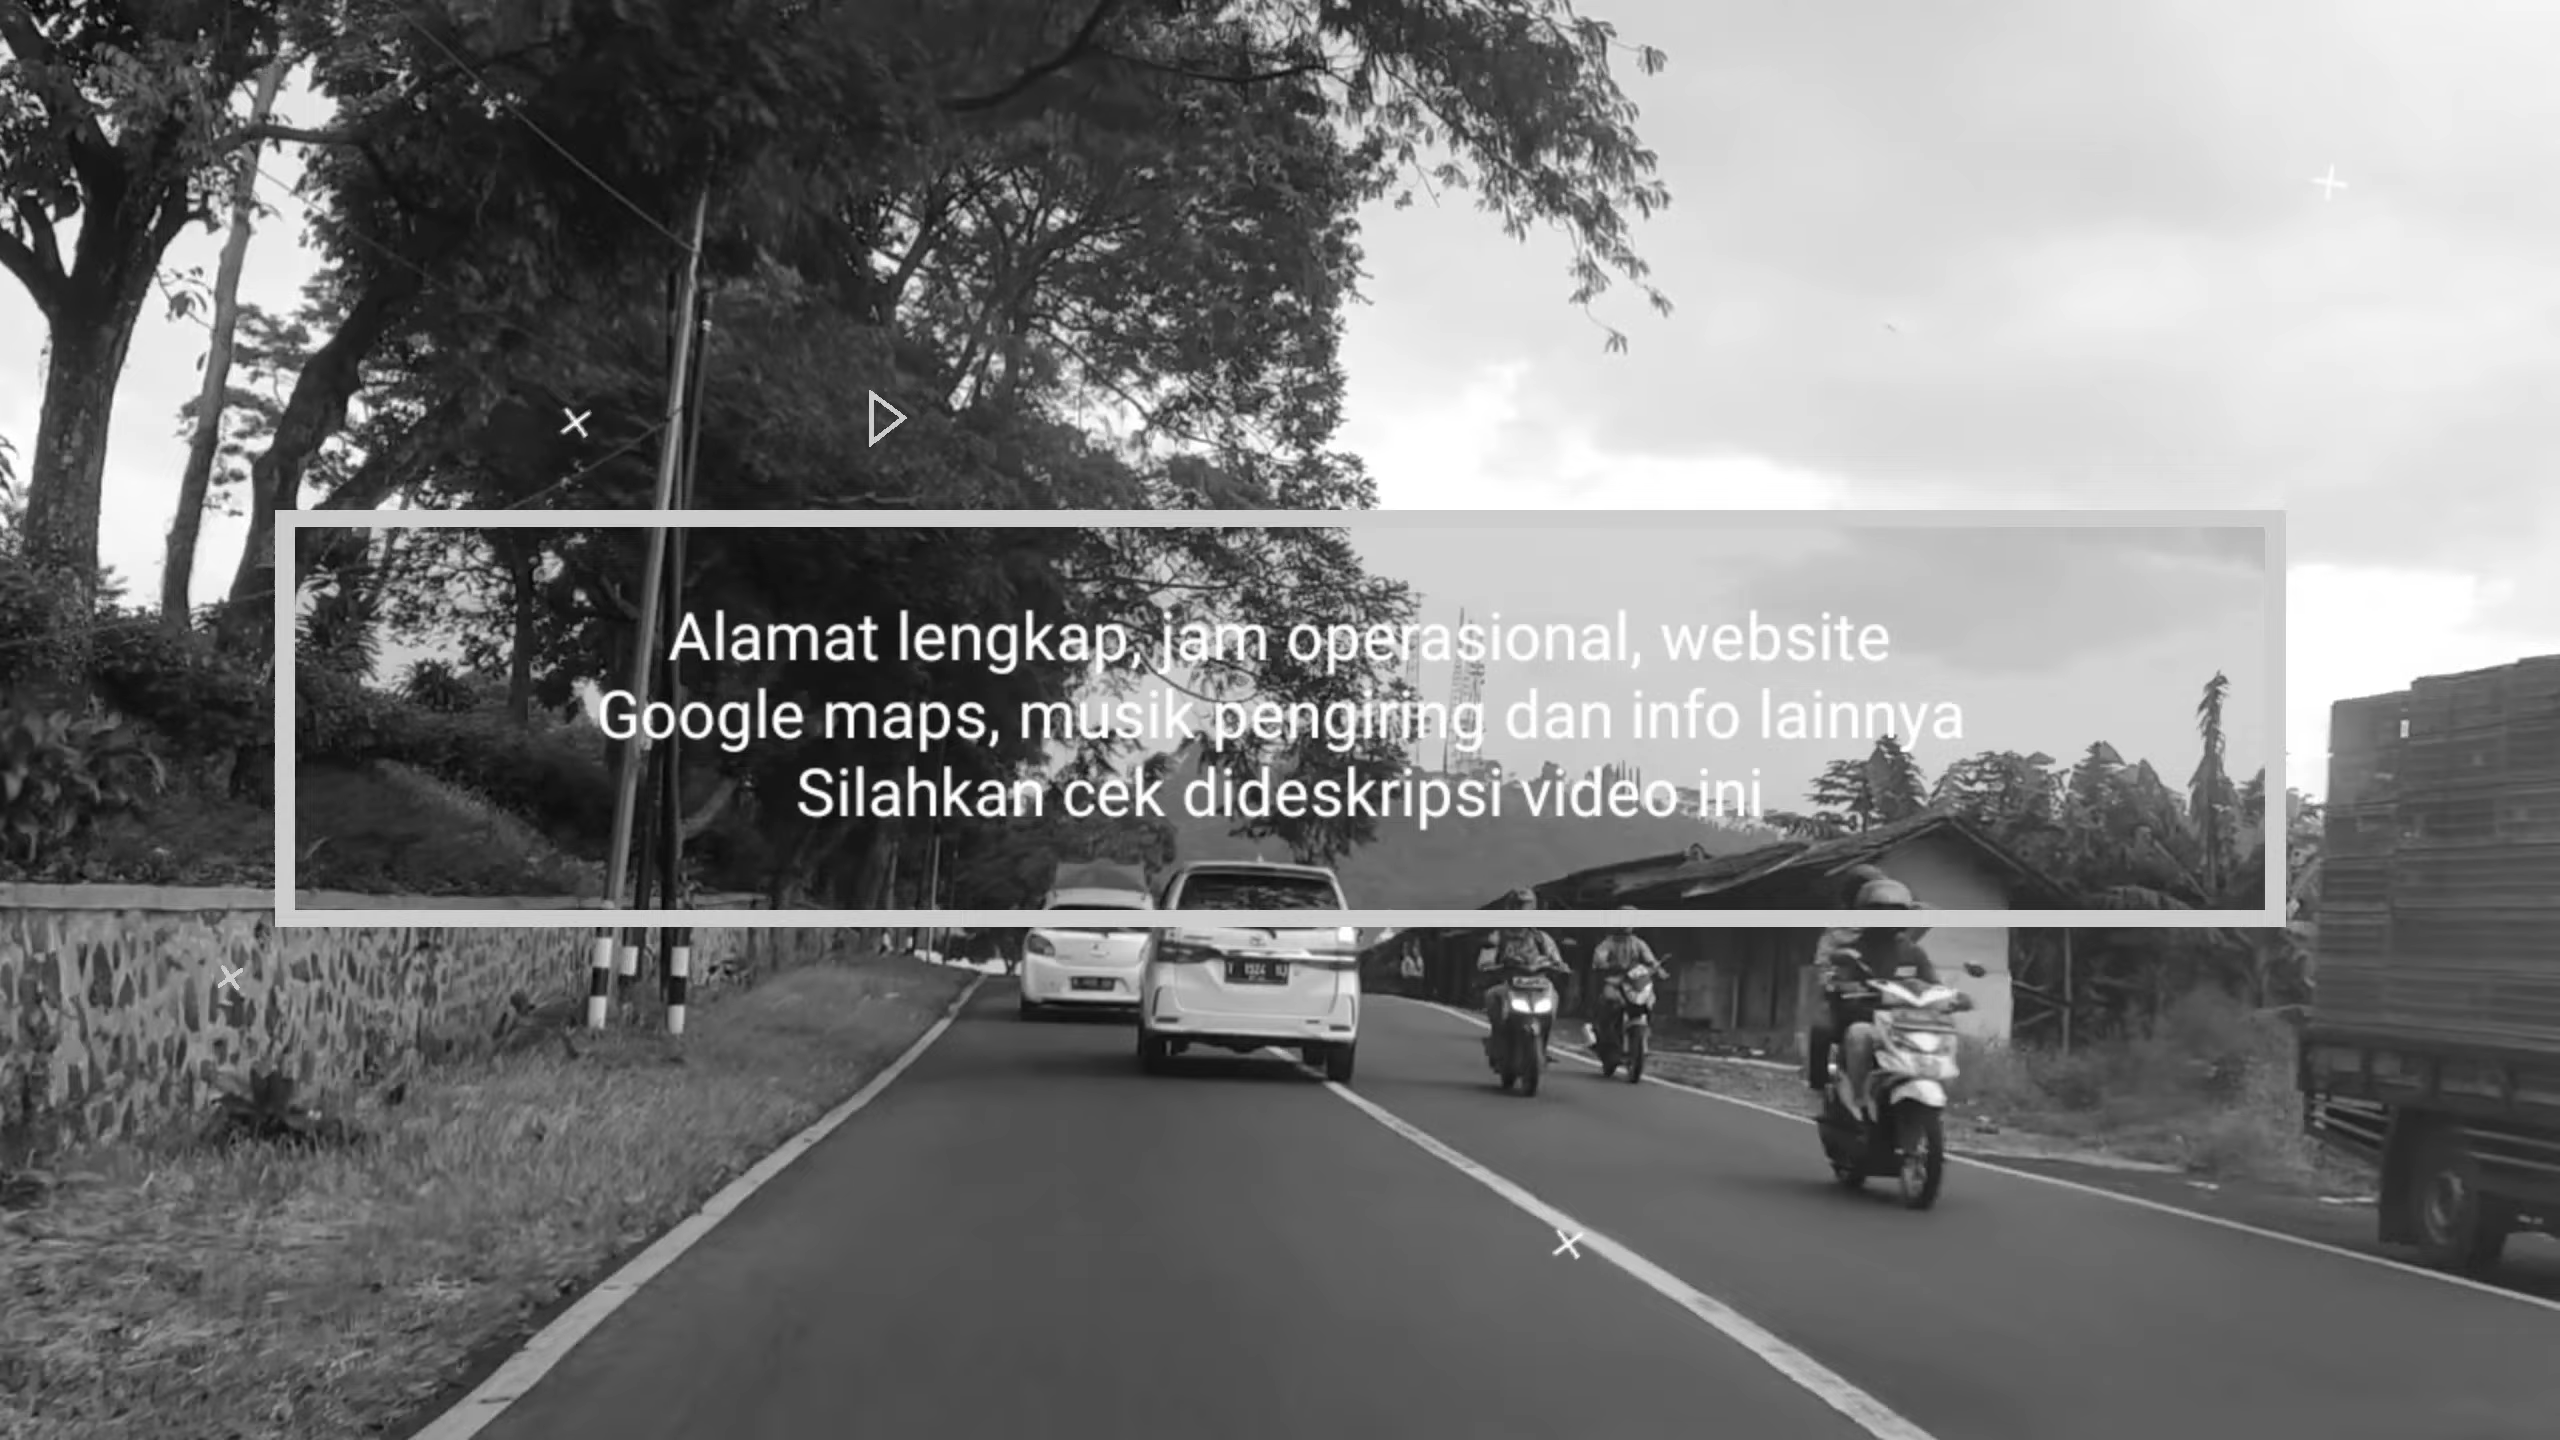 Alamat lengkap, jam operasional, website
Google maps, musik pengiring dan info lainnya
Silahkan cek dideskripsi video ini